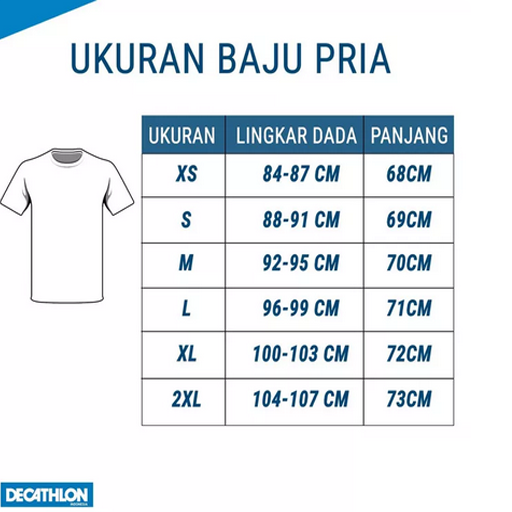 UKURAN BAJU PRIA
UKURAN LINGKAR DADA PANJANG
XS 84-87 CM 68CM
S 88-91 CM 69CM
M 92-95 CM 70CM
L 96-99 CM 71CM
XL 100-103 CM 72CM
2XL 104-107 CM 73CM
DECATHLON
INDONESIA